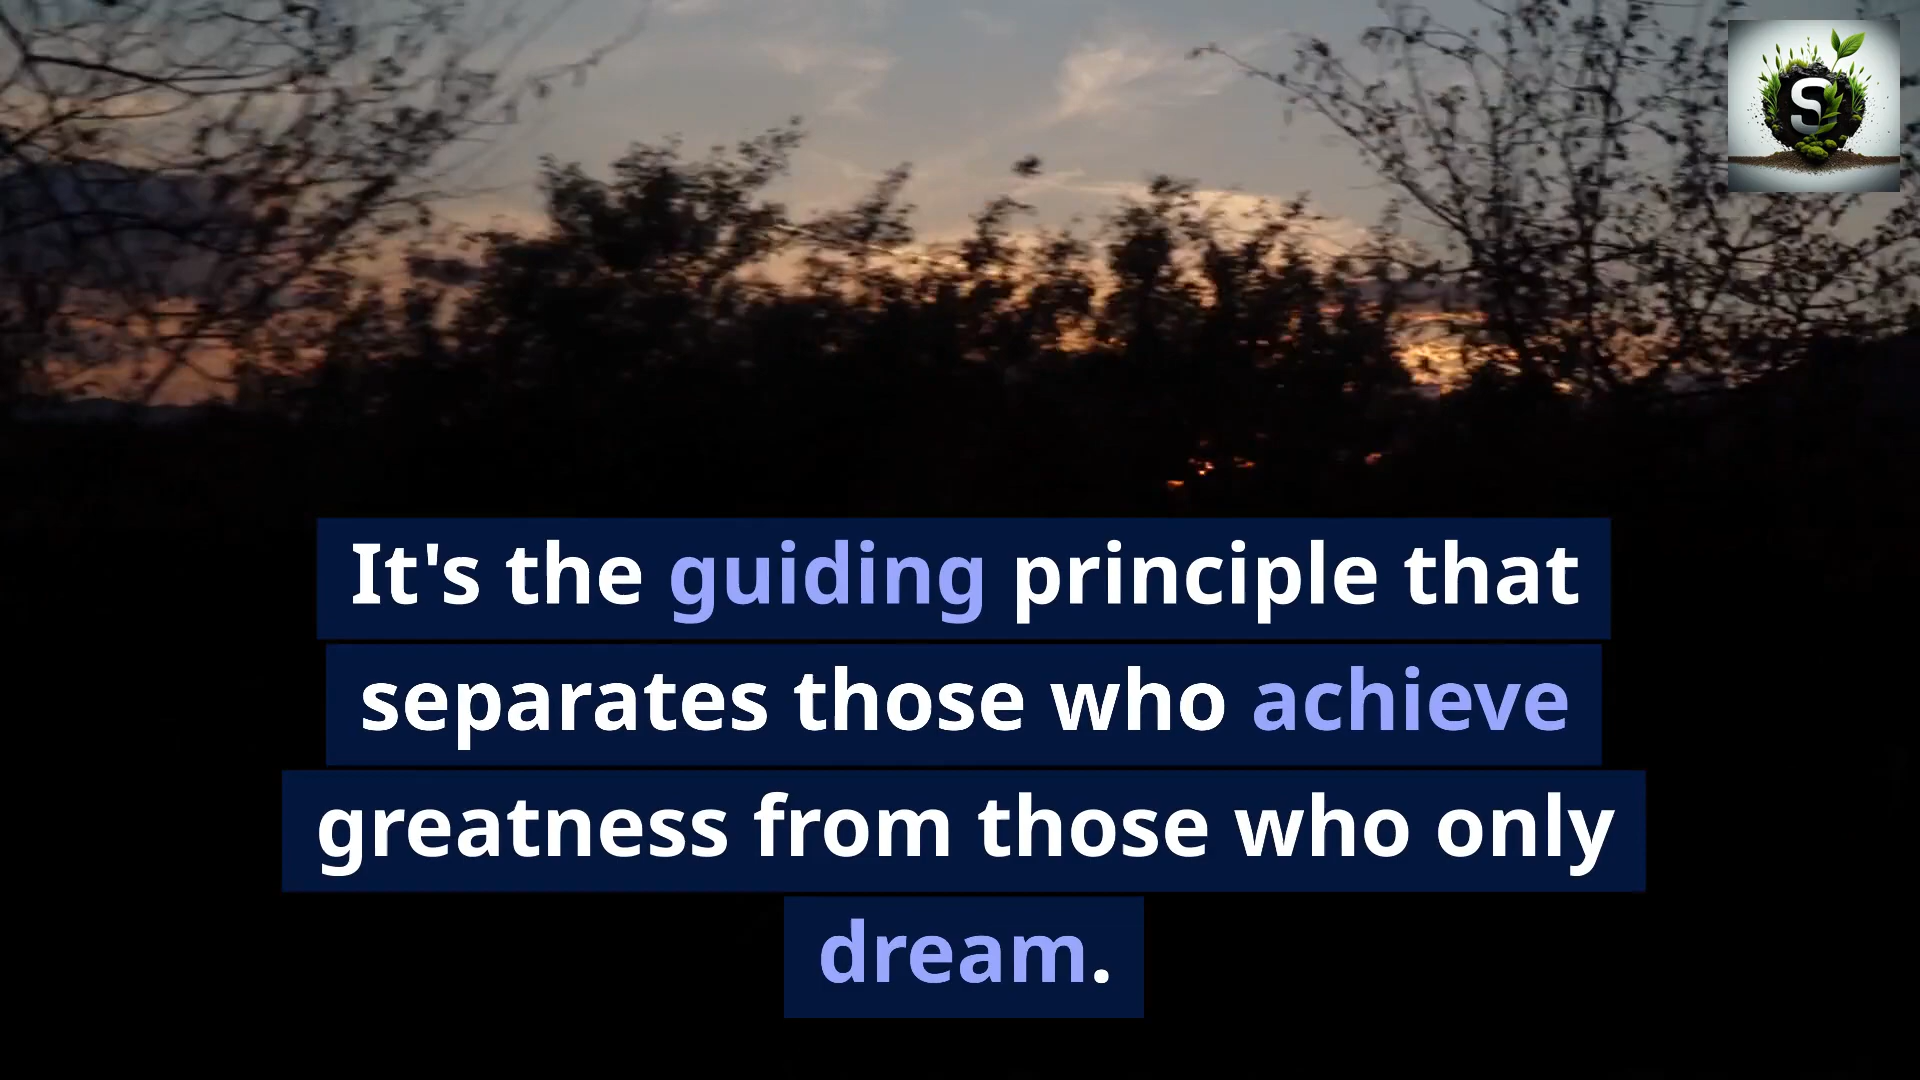 S
It's the guiding principle that
separates those who achieve
greatness from those who only
dream.